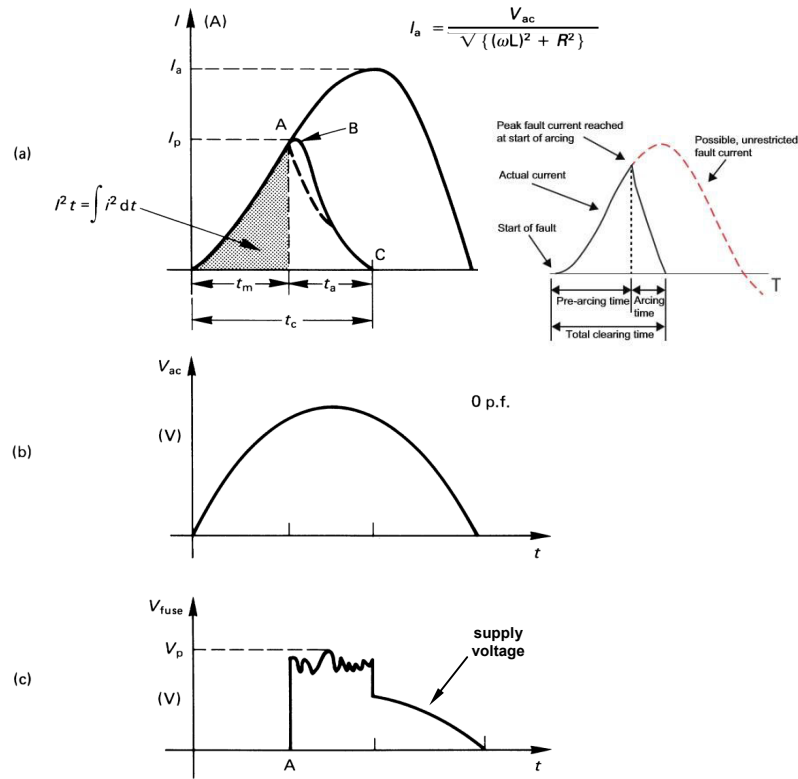 I (A)
Iₐ = Vₐc / √{(ωL)² + R²}
Iₐ
Iₚ
A
B
(a)
I²t = ∫ i² dt
C
tₘ
tₐ
t꜀
Peak fault current reached
at start of arcing
Possible, unrestricted
fault current
Actual current
Start of fault
T
Pre-arcing time
Arcing
time
Total clearing time
Vac
0 p.f.
(V)
(b)
t
Vfuse
Vp
supply
voltage
(c)
(V)
A
t